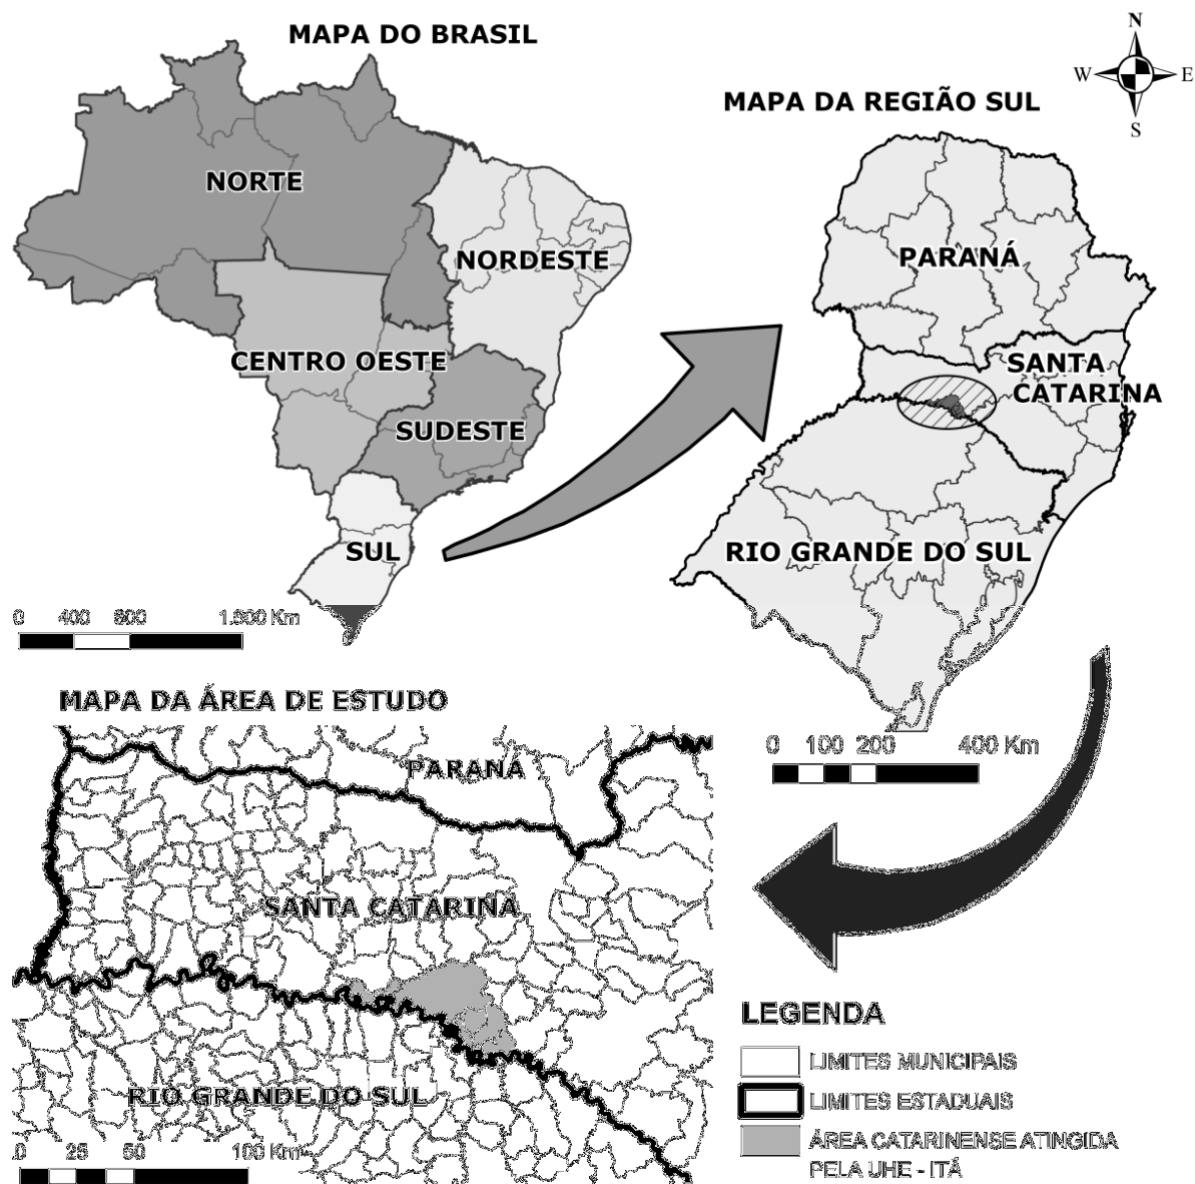 MAPA DO BRASIL
N
W E
S
MAPA DA REGIÃO SUL
NORTE
NORDESTE
CENTRO OESTE
SUDESTE
SUL
PARANÁ
SANTA
CATARINA
RIO GRANDE DO SUL
0 400 800 1.600 Km
0 100 200 400 Km
MAPA DA ÁREA DE ESTUDO
PARANÁ
SANTA CATARINA
RIO GRANDE DO SUL
0 25 50 100 Km
LEGENDA
LIMITES MUNICIPAIS
LIMITES ESTADUAIS
ÁREA CATARINENSE ATINGIDA
PELA UHE - ITÁ